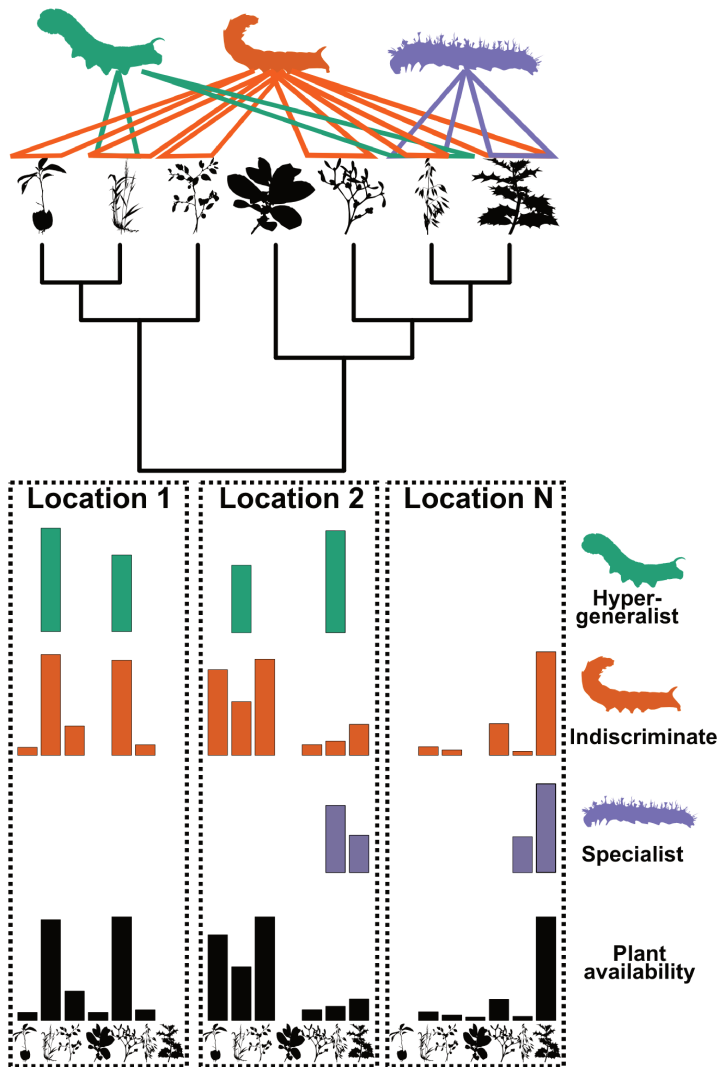 Location 1
Location 2
Location N
Hyper-
generalist
Indiscriminate
Specialist
Plant
availability